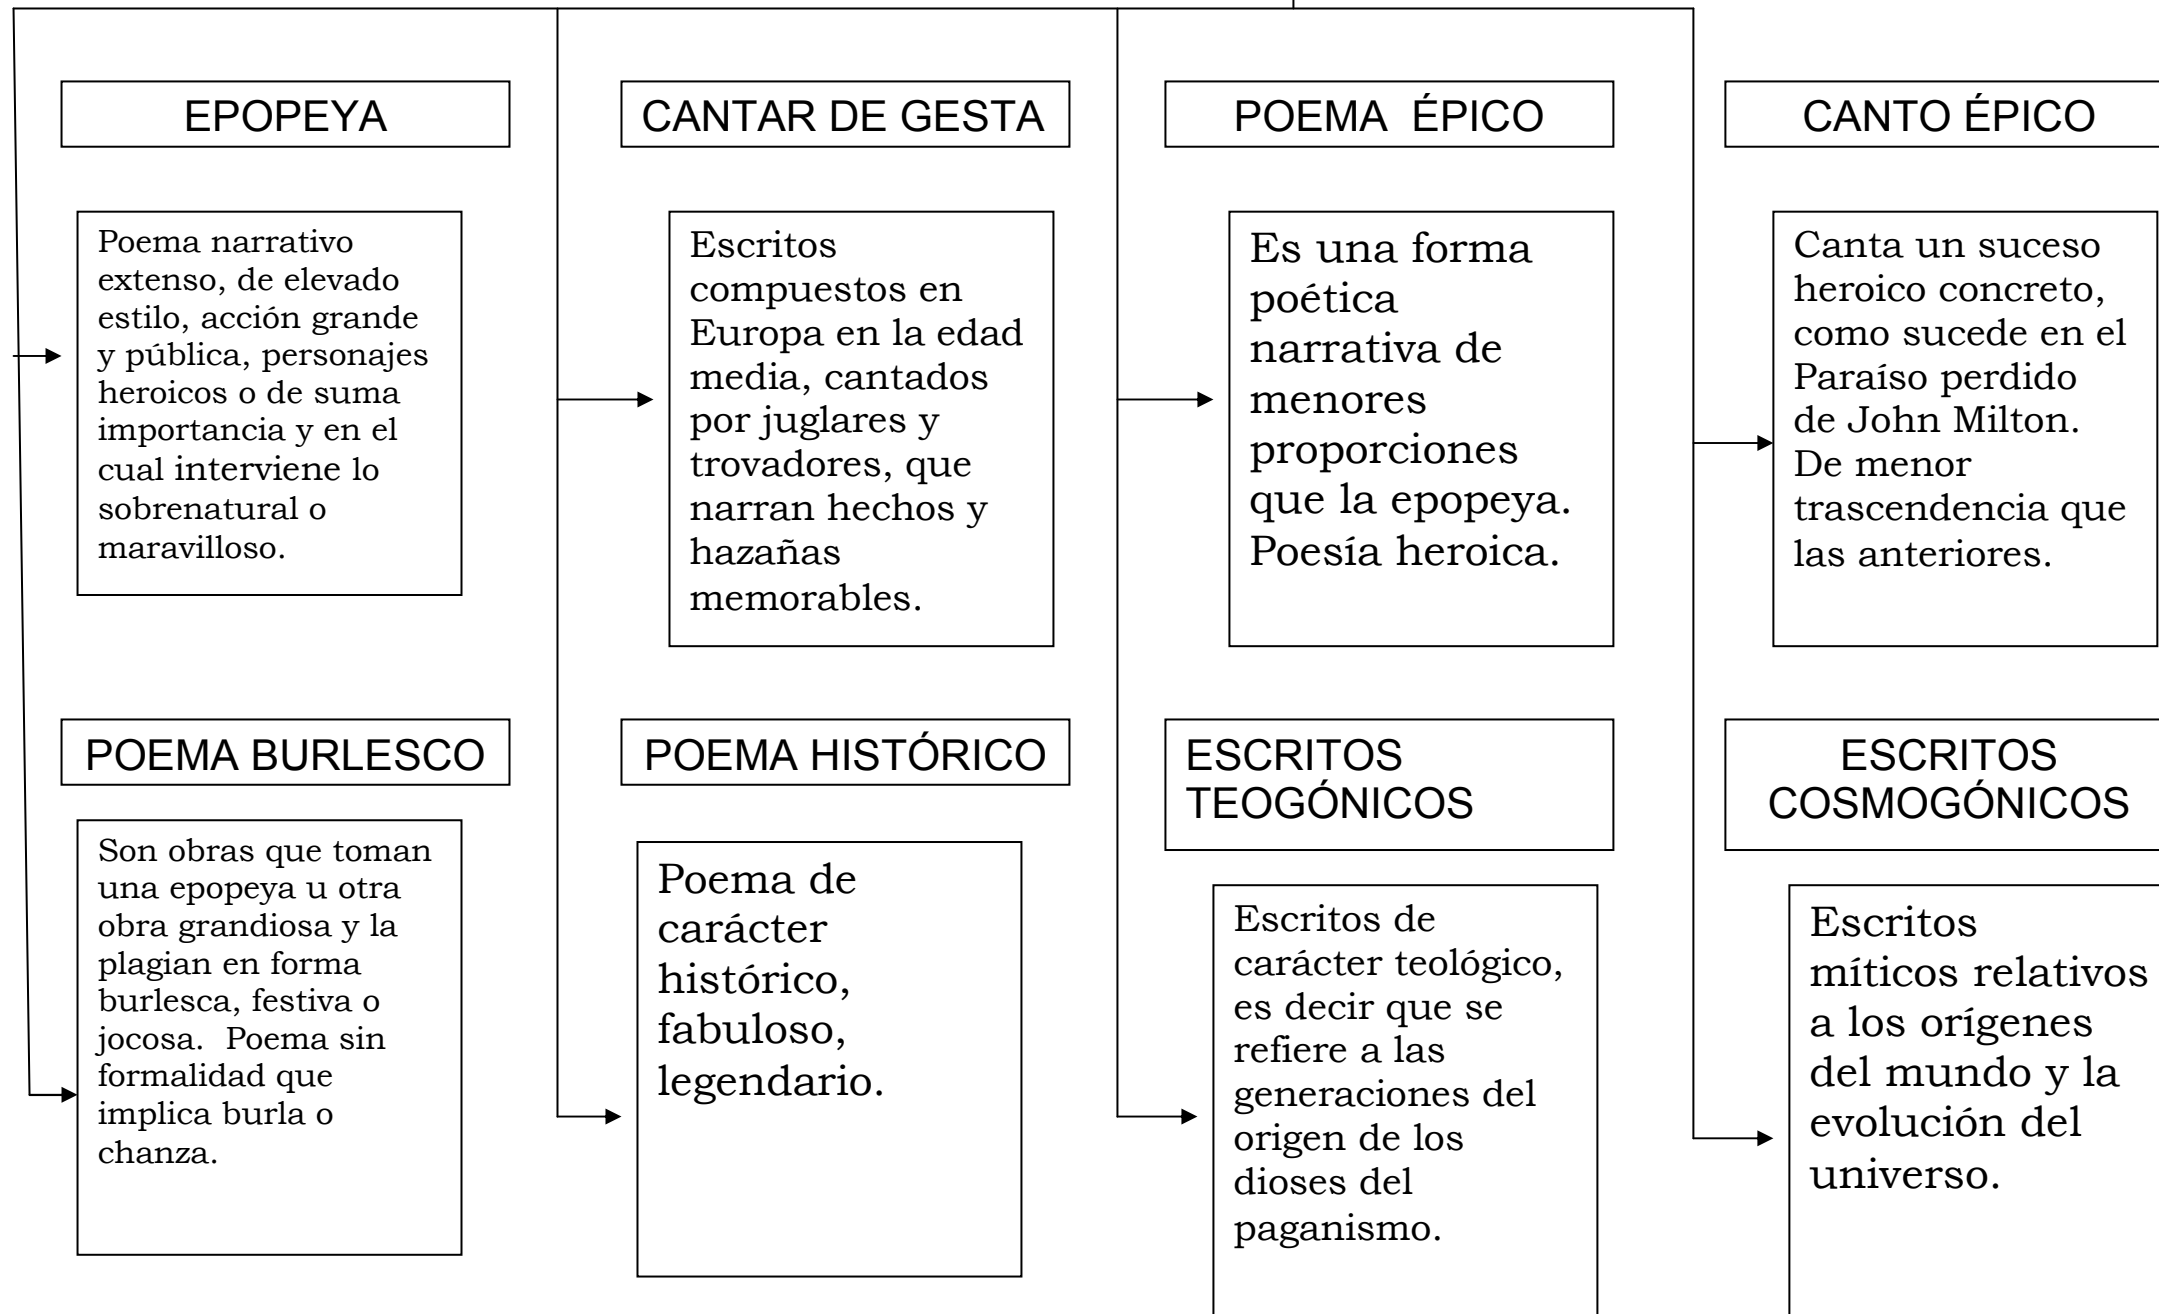 EPOPEYA
Poema narrativo
extenso, de elevado
estilo, acción grande
y pública, personajes
heroicos o de suma
importancia y en el
cual interviene lo
sobrenatural o
maravilloso.
CANTAR DE GESTA
Escritos
compuestos en
Europa en la edad
media, cantados
por juglares y
trovadores, que
narran hechos y
hazañas
memorables.
POEMA ÉPICO
Es una forma
poética
narrativa de
menores
proporciones
que la epopeya.
Poesía heroica.
CANTO ÉPICO
Canta un suceso
heroico concreto,
como sucede en el
Paraíso perdido
de John Milton.
De menor
trascendencia que
las anteriores.
POEMA BURLESCO
Son obras que toman
una epopeya u otra
obra grandiosa y la
plagian en forma
burlesca, festiva o
jocosa. Poema sin
formalidad que
implica burla o
chanza.
POEMA HISTÓRICO
Poema de
carácter
histórico,
fabuloso,
legendario.
ESCRITOS
TEOGÓNICOS
Escritos de
carácter teológico,
es decir que se
refiere a las
generaciones del
origen de los
dioses del
paganismo.
ESCRITOS
COSMOGÓNICOS
Escritos
míticos relativos
a los orígenes
del mundo y la
evolución del
universo.